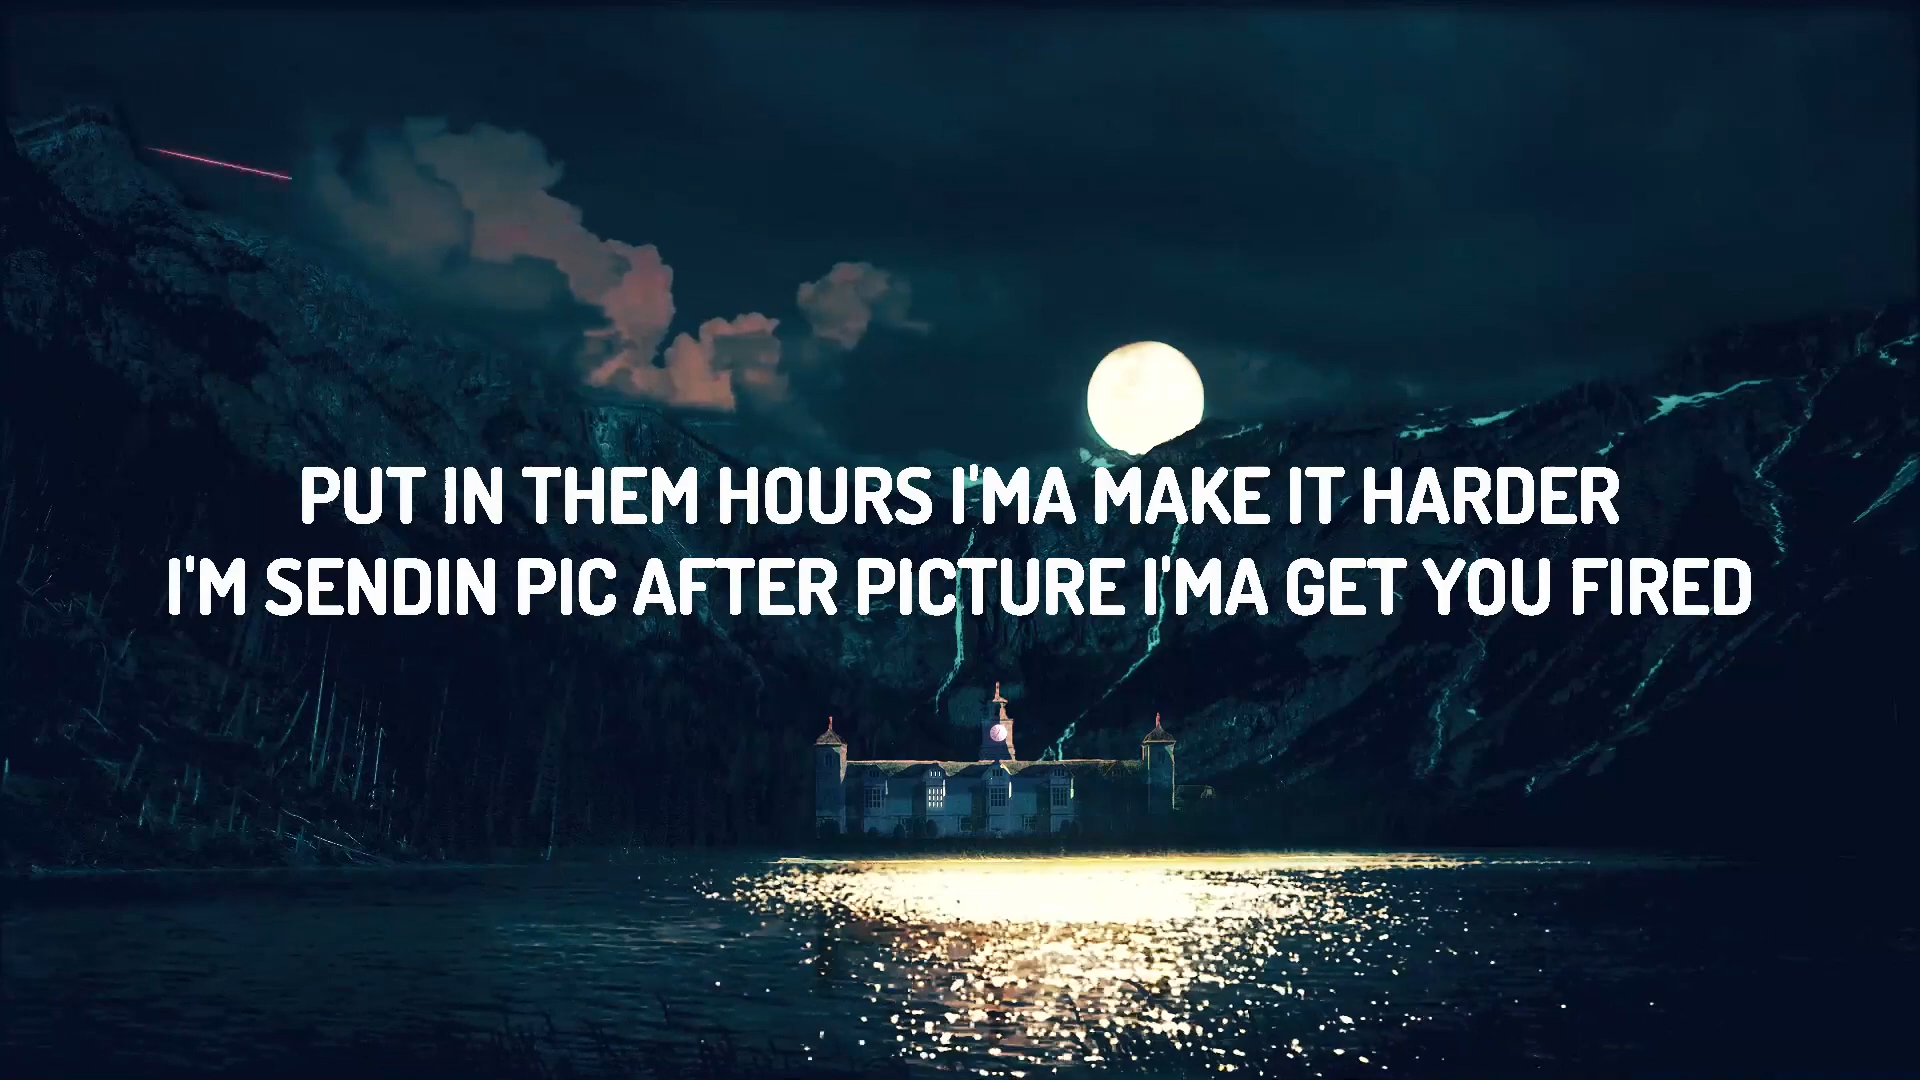 PUT IN THEM HOURS I'MA MAKE IT HARDER
I'M SENDIN PIC AFTER PICTURE I'MA GET YOU FIRED